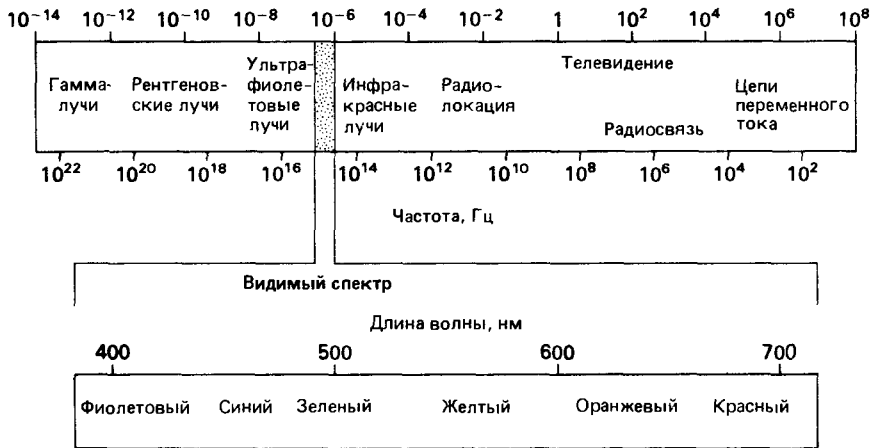 10⁻¹⁴ 10⁻¹² 10⁻¹⁰ 10⁻⁸ 10⁻⁶ 10⁻⁴ 10⁻² 1 10² 10⁴ 10⁶ 10⁸
Гамма-
лучи
Рентгенов-
ские лучи
Ультра-
фиоле-
товые
лучи
Инфра-
красные
лучи
Радио-
локация
Телевидение
Радиосвязь
Цепи
переменного
тока
10²² 10²⁰ 10¹⁸ 10¹⁶ 10¹⁴ 10¹² 10¹⁰ 10⁸ 10⁶ 10⁴ 10²
Частота, Гц
Видимый спектр
Длина волны, нм
400 500 600 700
Фиолетовый Синий Зеленый Желтый Оранжевый Красный